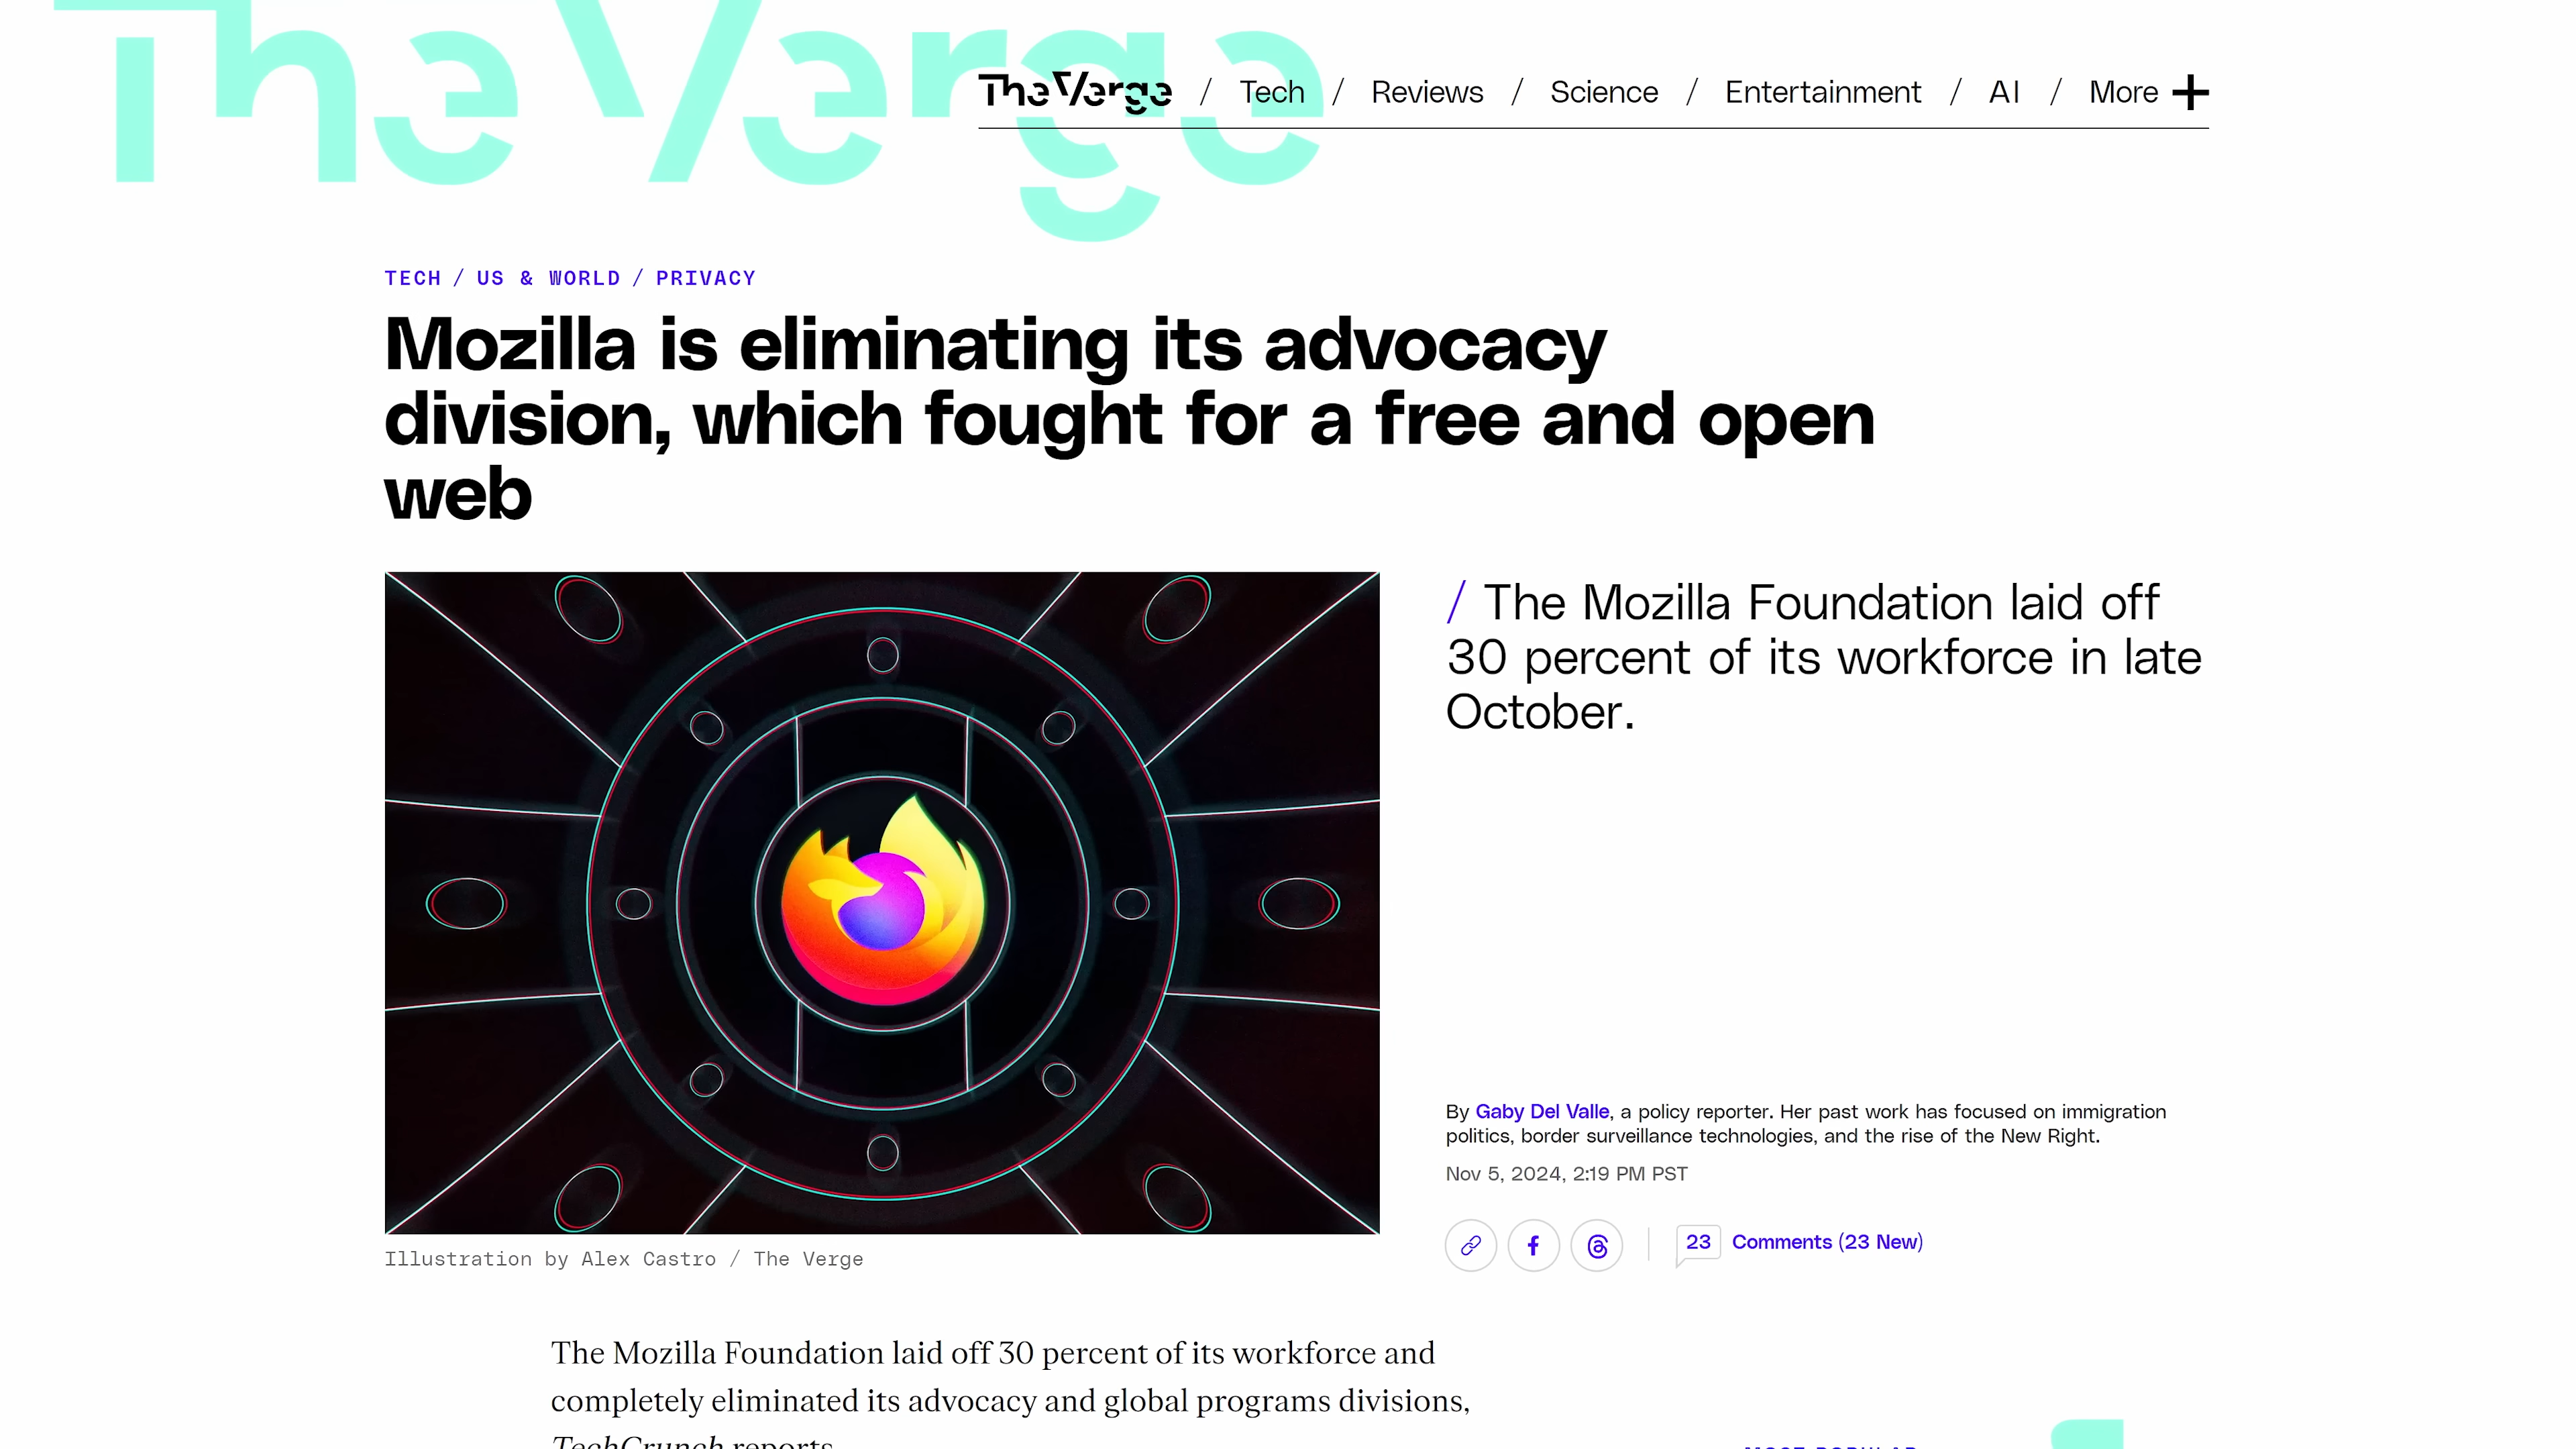 The Verge
The Verge / Tech / Reviews / Science / Entertainment / AI / More +
TECH / US & WORLD / PRIVACY
Mozilla is eliminating its advocacy
division, which fought for a free and open
web
/ The Mozilla Foundation laid off
30 percent of its workforce in late
October.
By Gaby Del Valle, a policy reporter. Her past work has focused on immigration
politics, border surveillance technologies, and the rise of the New Right.
Nov 5, 2024, 2:19 PM PST
23 Comments (23 New)
Illustration by Alex Castro / The Verge
The Mozilla Foundation laid off 30 percent of its workforce and
completely eliminated its advocacy and global programs divisions,
TechCrunch reports.
MOST POPULAR